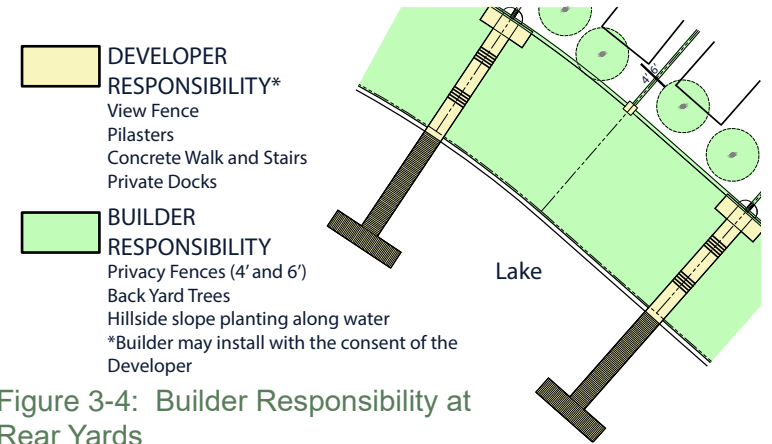 DEVELOPER
RESPONSIBILITY*
View Fence
Pilasters
Concrete Walk and Stairs
Private Docks
BUILDER
RESPONSIBILITY
Privacy Fences (4' and 6')
Back Yard Trees
Hillside slope planting along water
*Builder may install with the consent of the
Developer
4' 6'
Lake
Figure 3-4: Builder Responsibility at
Rear Yards